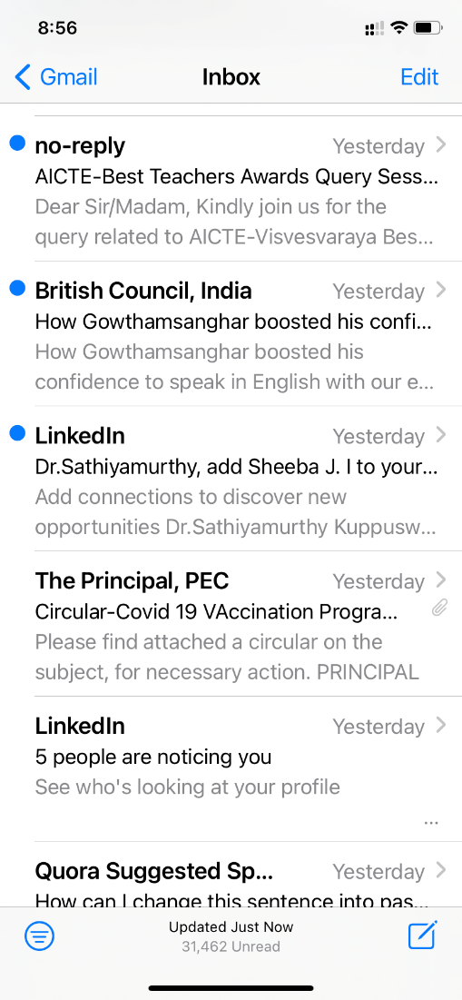 8:56
Gmail
Inbox
Edit
no-reply
Yesterday
AICTE-Best Teachers Awards Query Sess...
Dear Sir/Madam, Kindly join us for the
query related to AICTE-Visvesvaraya Bes...
British Council, India
Yesterday
How Gowthamsanghar boosted his confi...
How Gowthamsanghar boosted his
confidence to speak in English with our e...
LinkedIn
Yesterday
Dr.Sathiyamurthy, add Sheeba J. I to your...
Add connections to discover new
opportunities Dr.Sathiyamurthy Kuppusw...
The Principal, PEC
Yesterday
Circular-Covid 19 VAccination Progra...
Please find attached a circular on the
subject, for necessary action. PRINCIPAL
LinkedIn
Yesterday
5 people are noticing you
See who's looking at your profile
...
Quora Suggested Sp...
Yesterday
How can I change this sentence into pas...
Updated Just Now
31,462 Unread